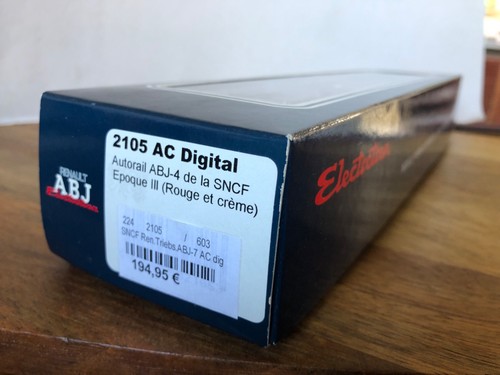 RENAULT
ABJ
2105 AC Digital
Autorail ABJ-4 de la SNCF
Epoque III (Rouge et crème)
224 2105 / 603
SNCF Ren.Triebs.ABJ-7 AC dig
194,95 €
Electrotren